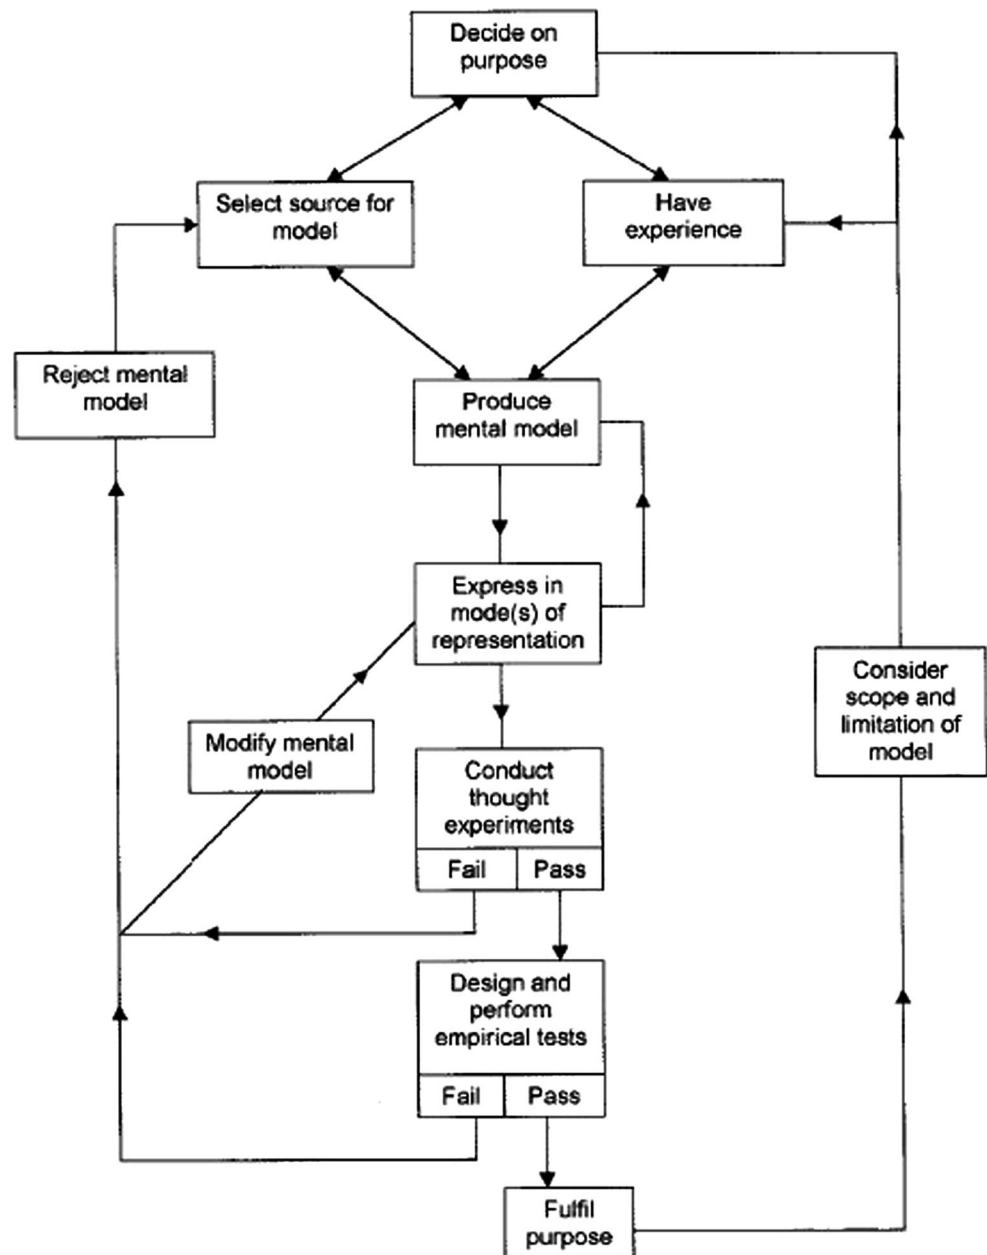 Decide on
purpose
Select source for
model
Have
experience
Reject mental
model
Produce
mental model
Express in
mode(s) of
representation
Modify mental
model
Consider
scope and
limitation of
model
Conduct
thought
experiments
Fail
Pass
Design and
perform
empirical tests
Fail
Pass
Fulfil
purpose